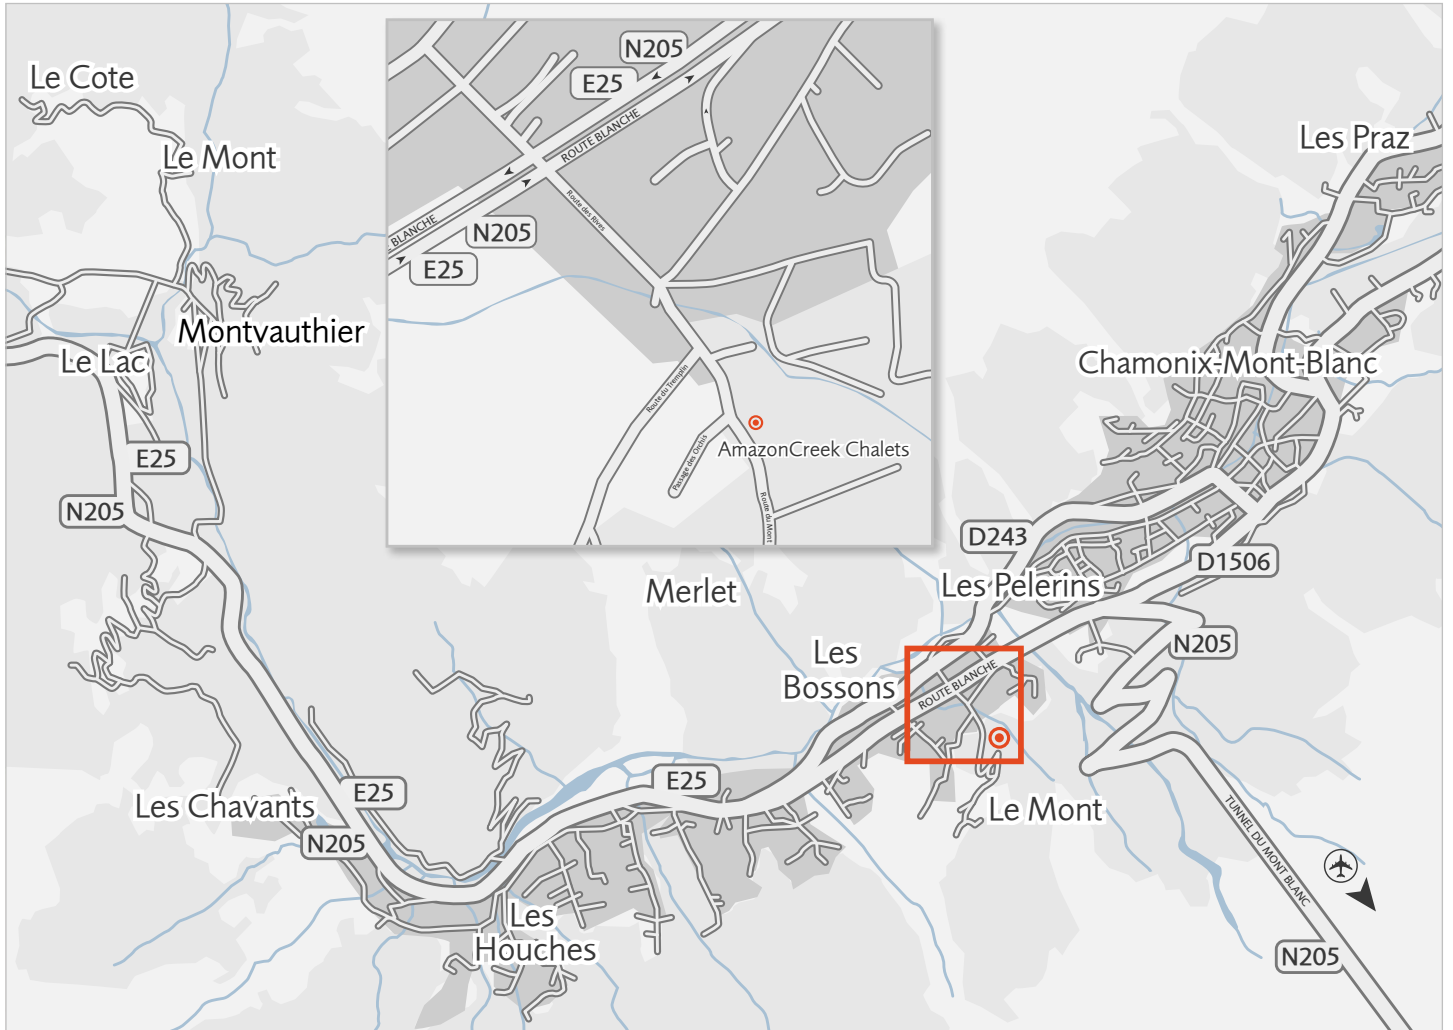 Le Cote
Le Mont
Montvauthier
Le Lac
E25
N205
N205
E25
ROUTE BLANCHE
BLANCHE
N205
E25
Route des Rives
Route du Tremplin
Passage des Orchis
AmazonCreek Chalets
Route du Mont
Les Praz
Chamonix-Mont-Blanc
D243
D1506
Les Pelerins
N205
Merlet
Les
Bossons
ROUTE BLANCHE
Le Mont
E25
E25
Les Chavants
N205
Les
Houches
TUNNEL DU MONT BLANC
N205